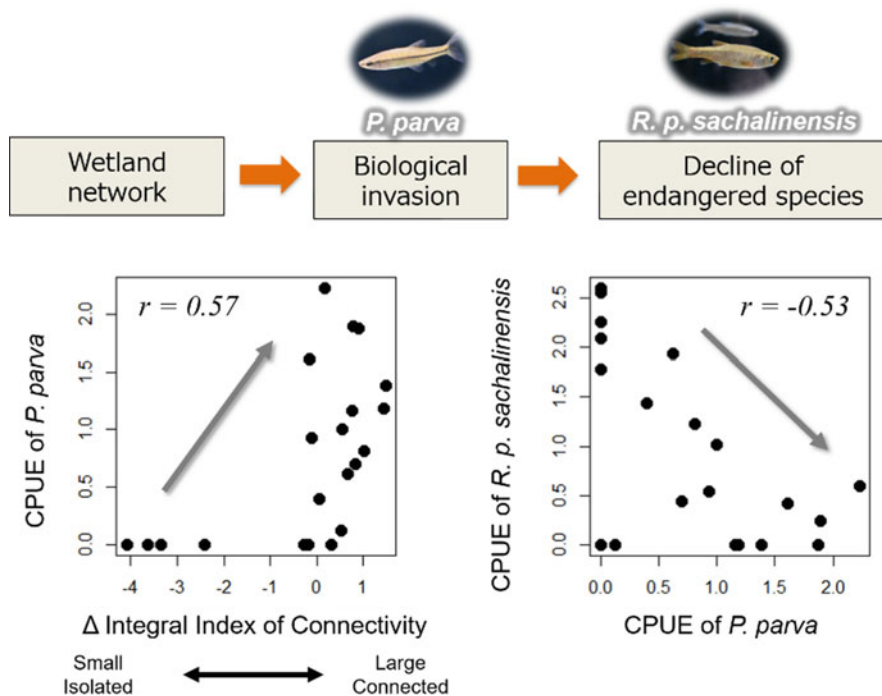 P. parva
R. p. sachalinensis
Wetland
network
Biological
invasion
Decline of
endangered species
r = 0.57
CPUE of P. parva
0.0 0.5 1.0 1.5 2.0
-4 -3 -2 -1 0 1
Δ Integral Index of Connectivity
Small
Isolated
Large
Connected
r = -0.53
CPUE of R. p. sachalinensis
0.0 0.5 1.0 1.5 2.0 2.5
0.0 0.5 1.0 1.5 2.0
CPUE of P. parva